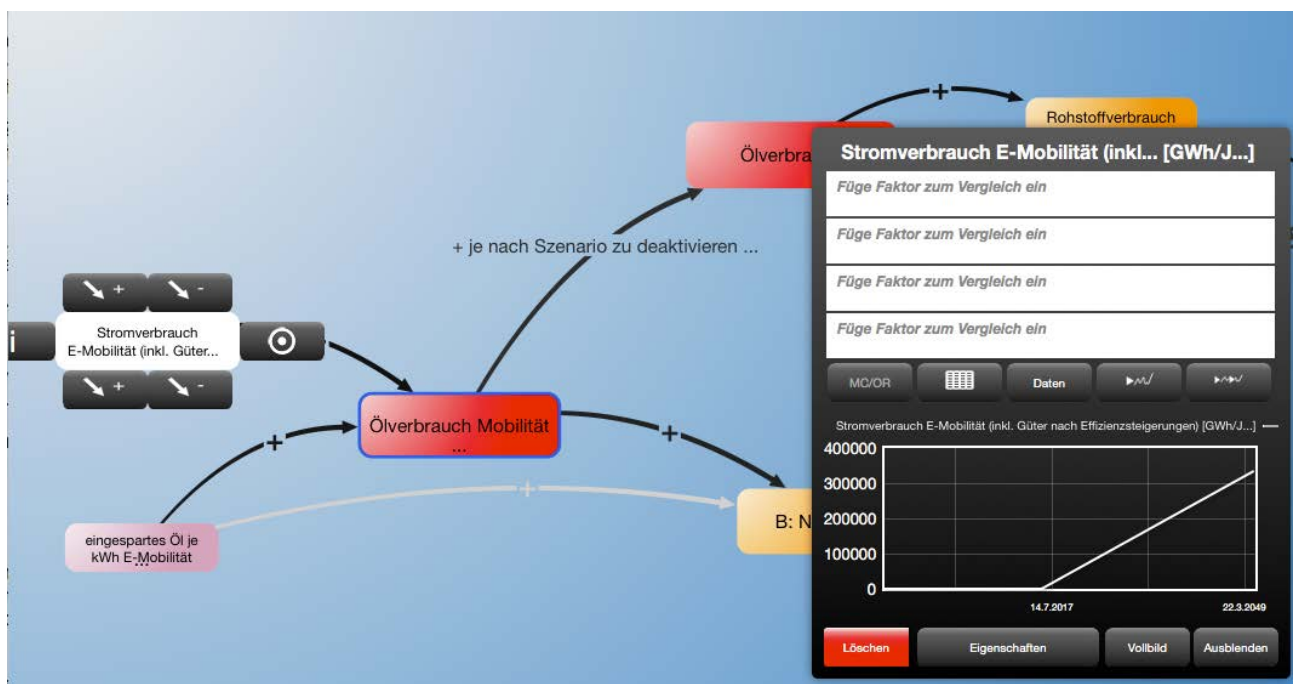 +
Rohstoffverbrauch
Ölverbra
+ je nach Szenario zu deaktivieren ...
+
-
i
Stromverbrauch
E-Mobilität (inkl. Güter...
+
-
Ölverbrauch Mobilität
...
+
+
+
eingespartes Öl je
kWh E-Mobilität
...
B: N
Stromverbrauch E-Mobilität (inkl... [GWh/J...]
Füge Faktor zum Vergleich ein
Füge Faktor zum Vergleich ein
Füge Faktor zum Vergleich ein
Füge Faktor zum Vergleich ein
MC/OR
Daten
Stromverbrauch E-Mobilität (inkl. Güter nach Effizienzsteigerungen) [GWh/J...]
400000
300000
200000
100000
0
14.7.2017
22.3.2049
Löschen
Eigenschaften
Vollbild
Ausblenden